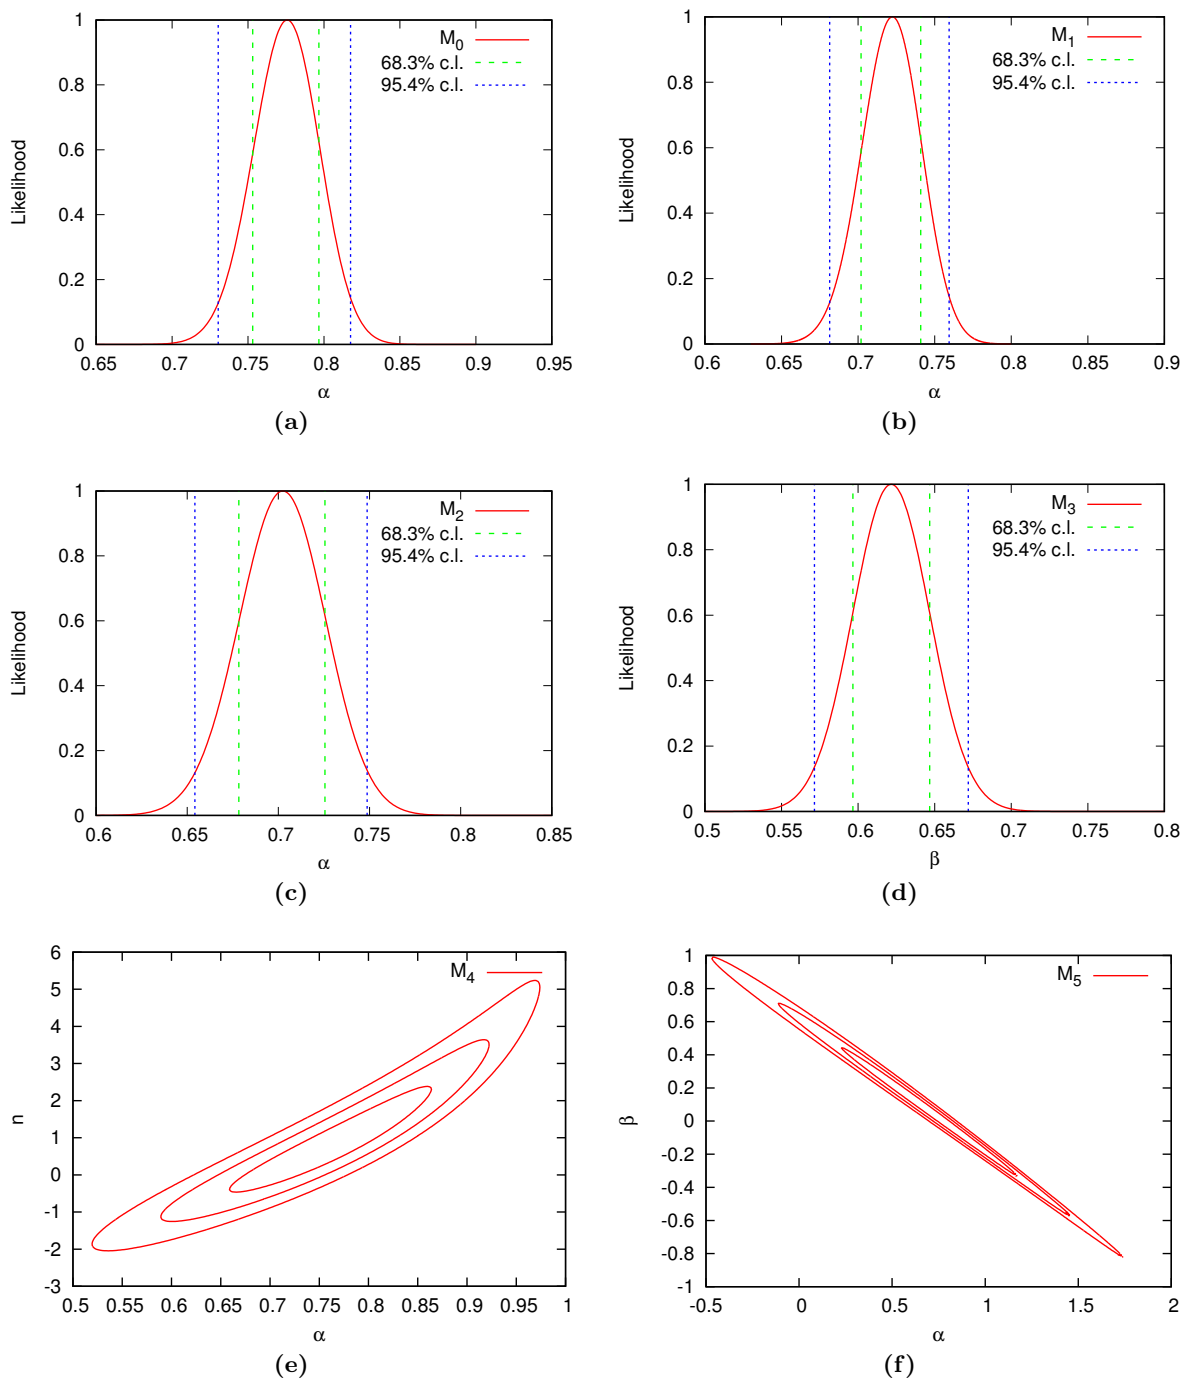 1
0.8
0.6
0.4
0.2
0
Likelihood
M0
68.3% c.l.
95.4% c.l.
0.65 0.7 0.75 0.8 0.85 0.9 0.95
α
(a)
1
0.8
0.6
0.4
0.2
0
Likelihood
M1
68.3% c.l.
95.4% c.l.
0.6 0.65 0.7 0.75 0.8 0.85 0.9
α
(b)
1
0.8
0.6
0.4
0.2
0
Likelihood
M2
68.3% c.l.
95.4% c.l.
0.6 0.65 0.7 0.75 0.8 0.85
α
(c)
1
0.8
0.6
0.4
0.2
0
Likelihood
M3
68.3% c.l.
95.4% c.l.
0.5 0.55 0.6 0.65 0.7 0.75 0.8
β
(d)
6
5
4
3
2
1
0
-1
-2
-3
n
M4
0.5 0.55 0.6 0.65 0.7 0.75 0.8 0.85 0.9 0.95 1
α
(e)
1
0.8
0.6
0.4
0.2
0
-0.2
-0.4
-0.6
-0.8
-1
β
M5
-0.5 0 0.5 1 1.5 2
α
(f)